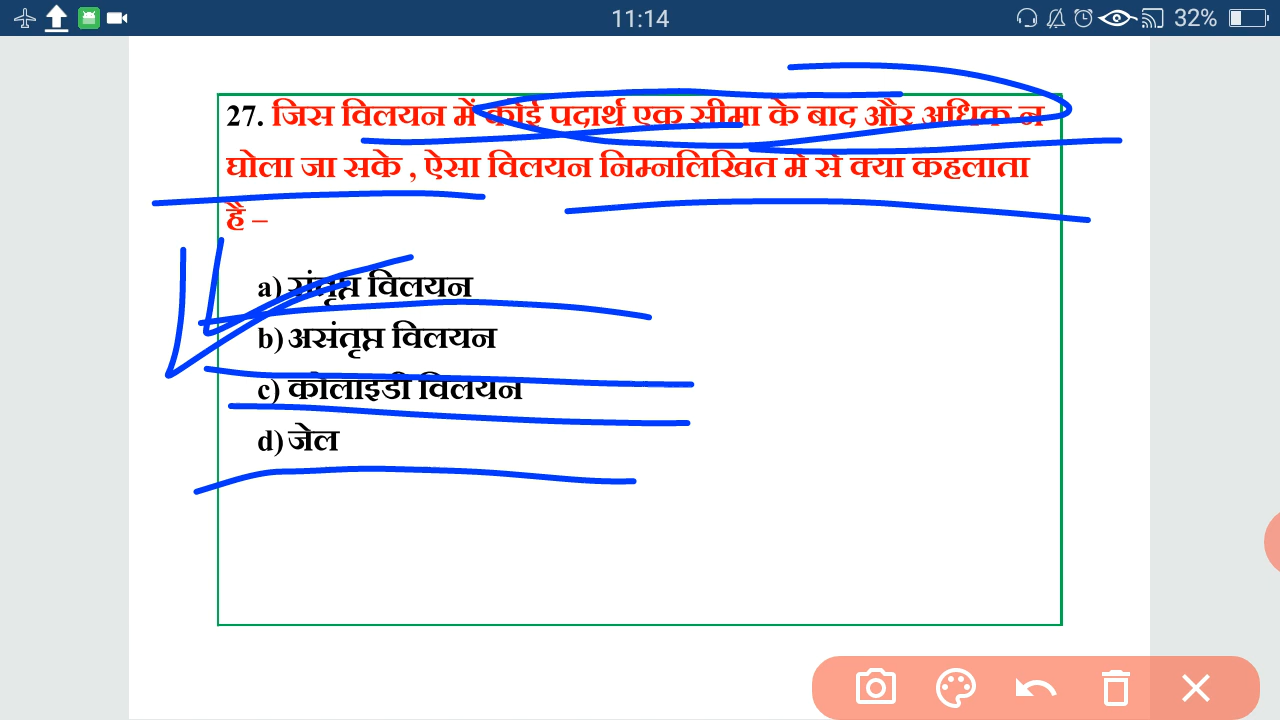 11:14
32%
27. जिस विलयन में कोई पदार्थ एक सीमा के बाद और अधिक न
घोला जा सके , ऐसा विलयन निम्नलिखित मे से क्या कहलाता
है –
a) संतृप्त विलयन
b) असंतृप्त विलयन
c) कोलाइडी विलयन
d) जेल